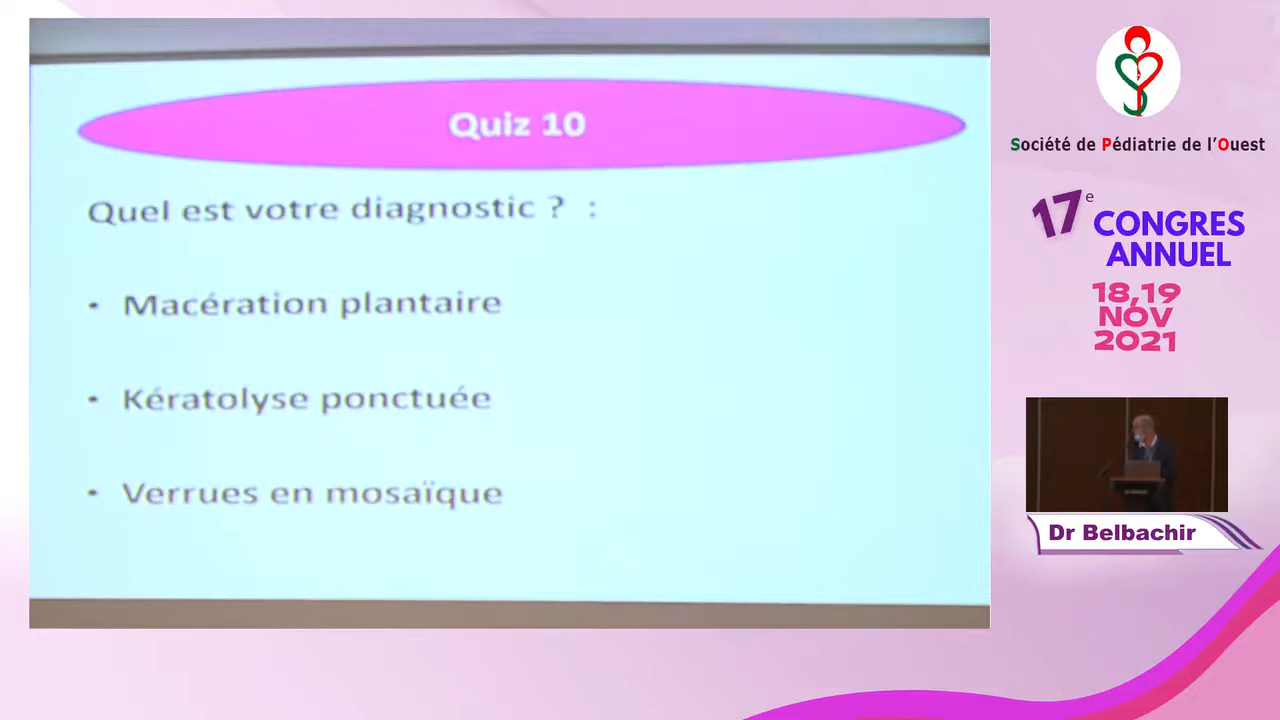 Quiz 10
Quel est votre diagnostic ? :
• Macération plantaire
• Kératolyse ponctuée
• Verrues en mosaïque
Société de Pédiatrie de l'Ouest
17e CONGRES
ANNUEL
18,19
NOV
2021
Dr Belbachir